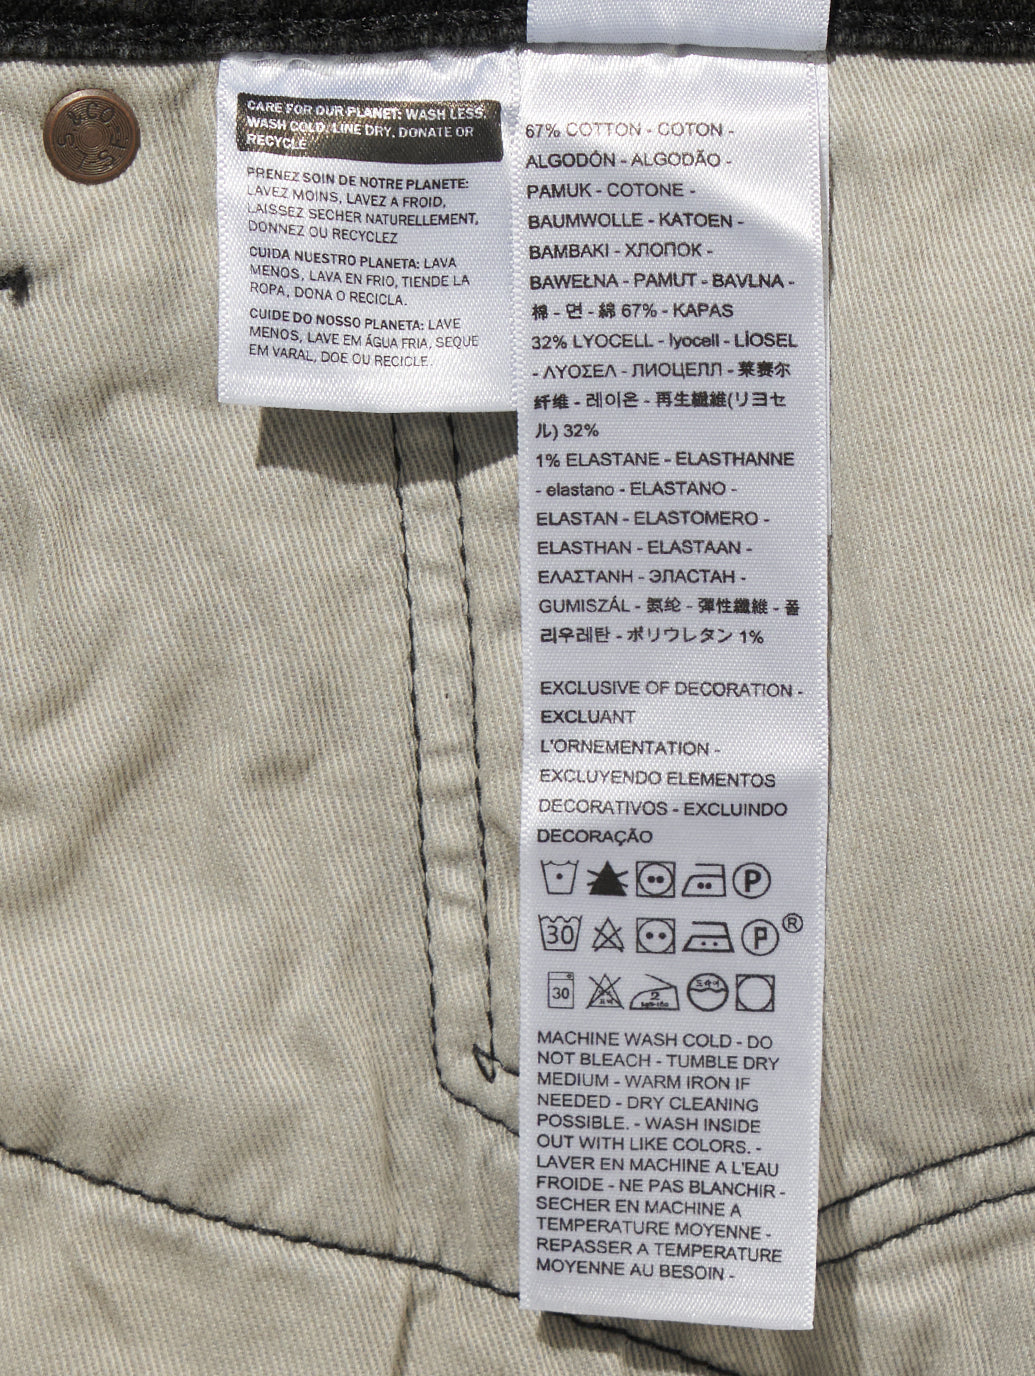 LS&CO SF
CARE FOR OUR PLANET: WASH LESS,
WASH COLD, LINE DRY, DONATE OR
RECYCLE
PRENEZ SOIN DE NOTRE PLANETE:
LAVEZ MOINS, LAVEZ A FROID,
LAISSEZ SECHER NATURELLEMENT,
DONNEZ OU RECYCLEZ
CUIDA NUESTRO PLANETA: LAVA
MENOS, LAVA EN FRIO, TIENDE LA
ROPA, DONA O RECICLA.
CUIDE DO NOSSO PLANETA: LAVE
MENOS, LAVE EM ÁGUA FRIA, SEQUE
EM VARAL, DOE OU RECICLE.
67% COTTON - COTON -
ALGODÓN - ALGODÃO -
PAMUK - COTONE -
BAUMWOLLE - KATOEN -
BAMBAKI - ХЛОПОК -
BAWEŁNA - PAMUT - BAVLNA -
棉 - 면 - 綿 67% - KAPAS
32% LYOCELL - lyocell - LİOSEL
- ΛΥΟΣΕΛ - ЛИОЦЕЛЛ - 莱赛尔
纤维 - 레이온 - 再生繊維(リヨセ
ル) 32%
1% ELASTANE - ELASTHANNE
- elastano - ELASTANO -
ELASTAN - ELASTOMERO -
ELASTHAN - ELASTAAN -
ΕΛΑΣΤΑΝΗ - ЭЛАСТАН -
GUMISZÁL - 氨纶 - 彈性纖維 - 폴
리우레탄 - ポリウレタン 1%
EXCLUSIVE OF DECORATION -
EXCLUANT
L'ORNEMENTATION -
EXCLUYENDO ELEMENTOS
DECORATIVOS - EXCLUINDO
DECORAÇÃO
P
30 P ®
30 2
MACHINE WASH COLD - DO
NOT BLEACH - TUMBLE DRY
MEDIUM - WARM IRON IF
NEEDED - DRY CLEANING
POSSIBLE. - WASH INSIDE
OUT WITH LIKE COLORS. -
LAVER EN MACHINE A L'EAU
FROIDE - NE PAS BLANCHIR -
SECHER EN MACHINE A
TEMPERATURE MOYENNE -
REPASSER A TEMPERATURE
MOYENNE AU BESOIN -